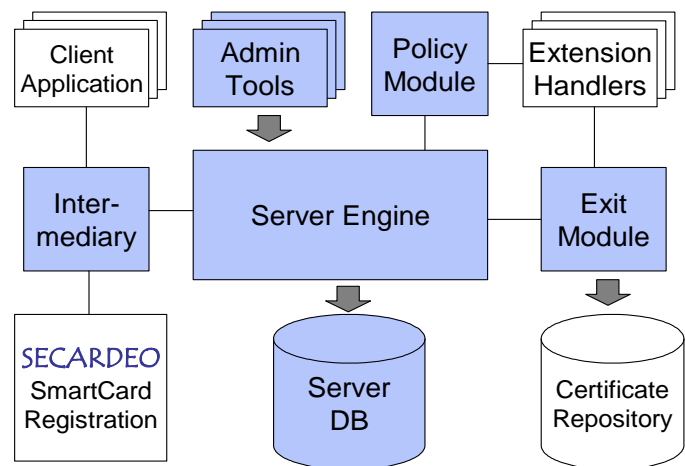 Client
Application
Admin
Tools
Policy
Module
Extension
Handlers
Inter-
mediary
Server Engine
Exit
Module
SECARDEO
SmartCard
Registration
Server
DB
Certificate
Repository